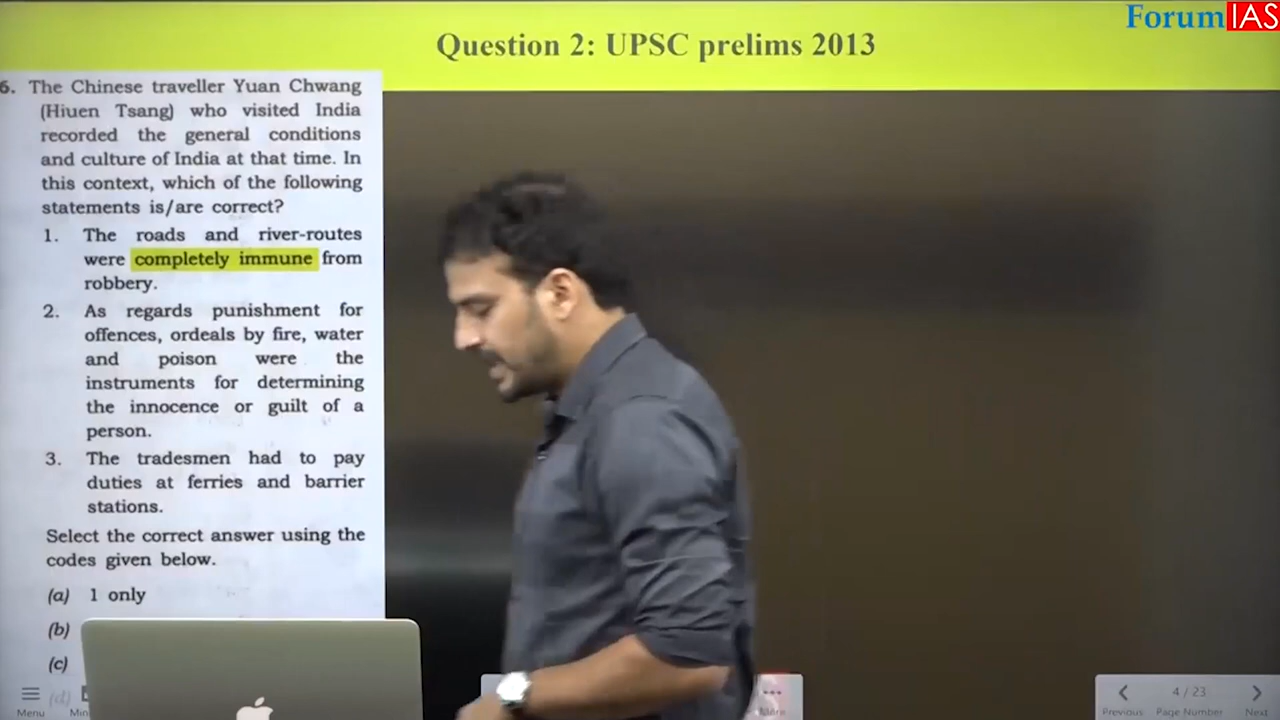 ForumIAS
Question 2: UPSC prelims 2013
6. The Chinese traveller Yuan Chwang
(Hiuen Tsang) who visited India
recorded the general conditions
and culture of India at that time. In
this context, which of the following
statements is/are correct?
1. The roads and river-routes
were completely immune from
robbery.
2. As regards punishment for
offences, ordeals by fire, water
and poison were the
instruments for determining
the innocence or guilt of a
person.
3. The tradesmen had to pay
duties at ferries and barrier
stations.
Select the correct answer using the
codes given below.
(a) 1 only
(b)
(c)
(d)
Menu
More
4 / 23
Previous Page Number Next